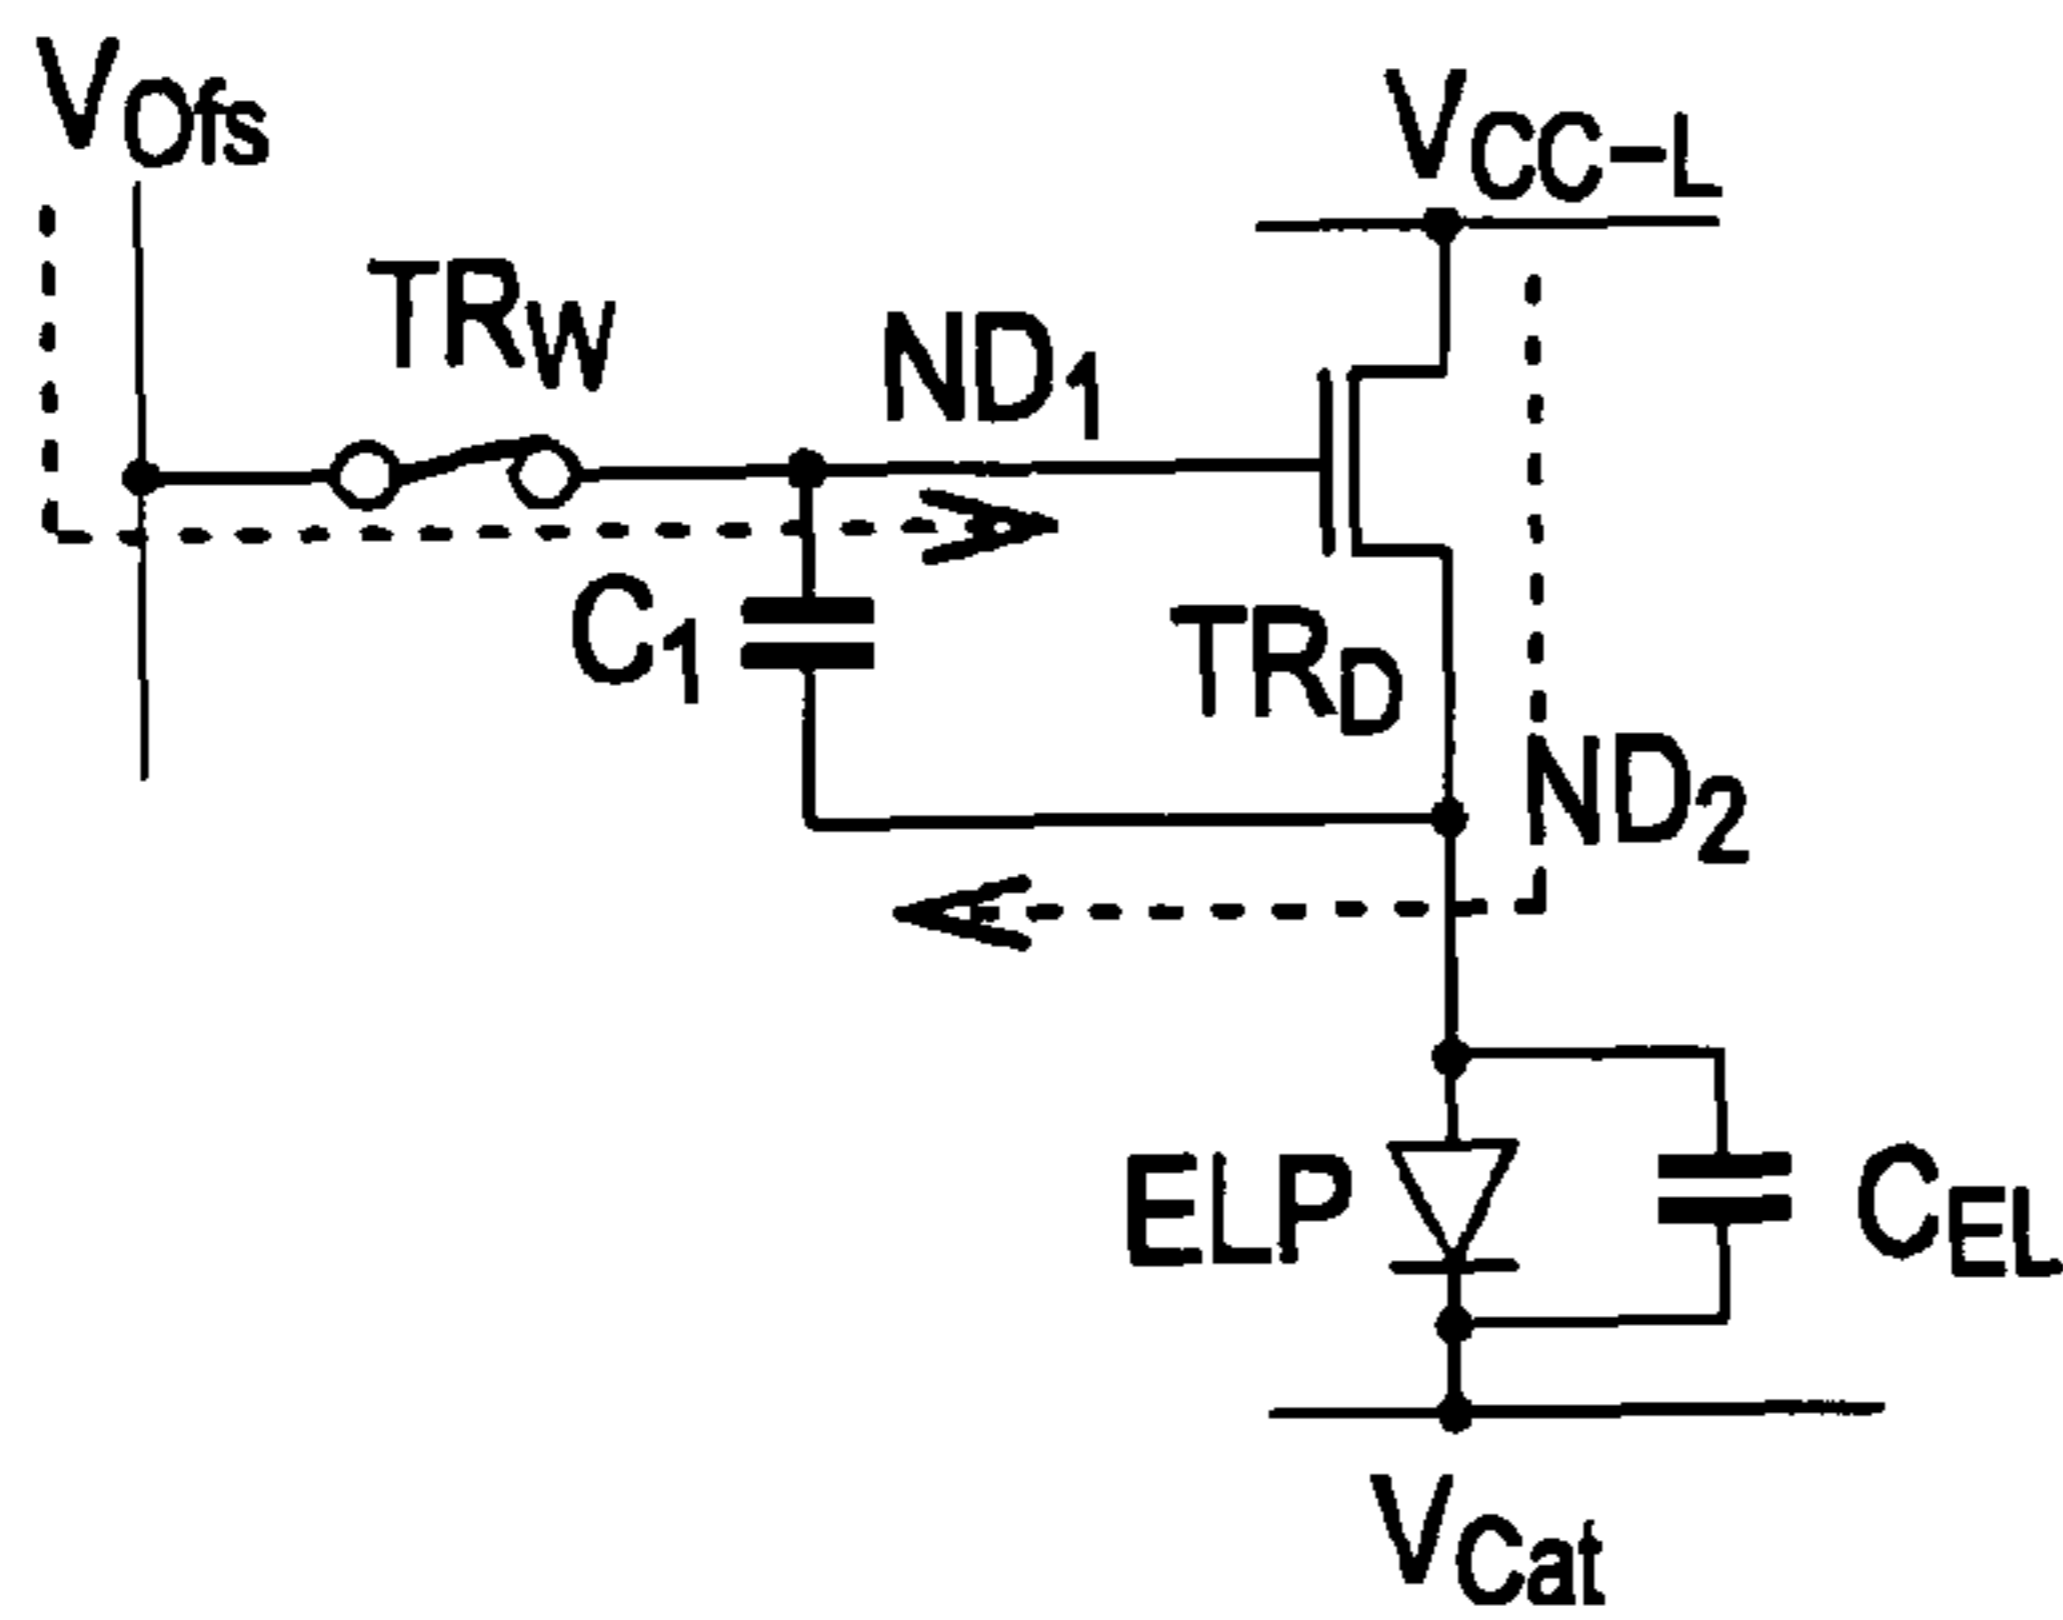 VOfs
VCC-L
TRW
ND1
C1
TRD
ND2
ELP
CEL
VCat